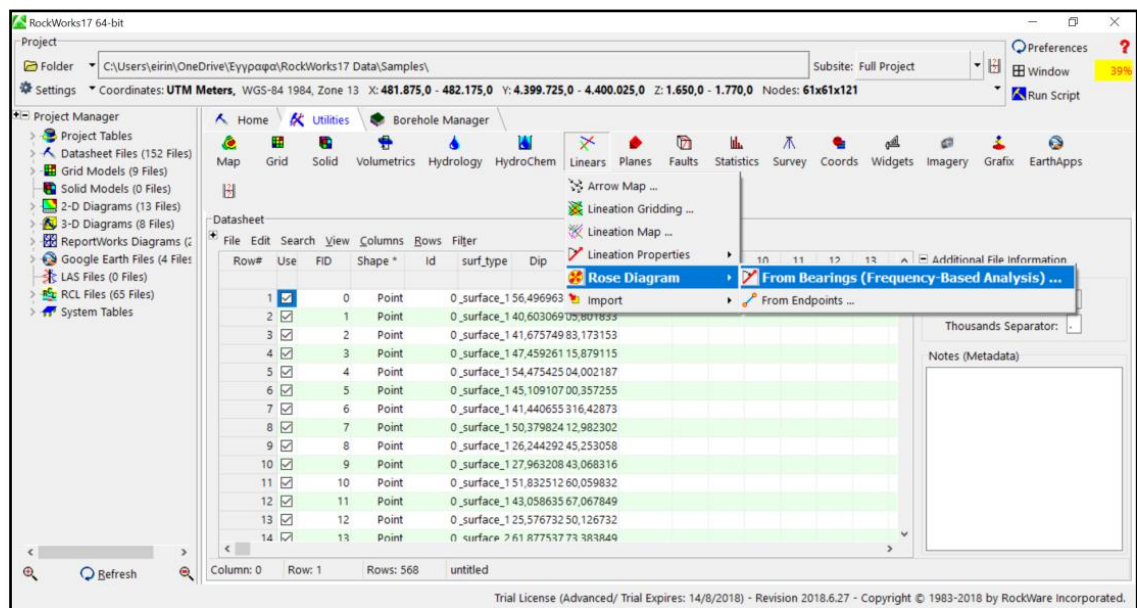 RockWorks17 64-bit
Project
Folder C:\Users\eirin\OneDrive\Έγγραφα\RockWorks17 Data\Samples\ Subsite: Full Project
Preferences ?
Settings Coordinates: UTM Meters, WGS-84 1984, Zone 13 X: 481.875,0 - 482.175,0 Y: 4.399.725,0 - 4.400.025,0 Z: 1.650,0 - 1.770,0 Nodes: 61x61x121
Window 39%
Run Script
Project Manager
Project Tables
Datasheet Files (152 Files)
Grid Models (9 Files)
Solid Models (0 Files)
2-D Diagrams (13 Files)
3-D Diagrams (8 Files)
ReportWorks Diagrams (2
Google Earth Files (4 Files
LAS Files (0 Files)
RCL Files (65 Files)
System Tables
Refresh
Home Utilities Borehole Manager
Map Grid Solid Volumetrics Hydrology HydroChem Linears Planes Faults Statistics Survey Coords Widgets Imagery Grafix EarthApps
Arrow Map ...
Lineation Gridding ...
Lineation Map ...
Lineation Properties
Rose Diagram
Import
From Bearings (Frequency-Based Analysis) ...
From Endpoints ...
Datasheet
File Edit Search View Columns Rows Filter
Row# Use FID Shape * Id surf_type Dip 10 11 12 13
1 0 Point 0 _surface_1 56,496963
2 1 Point 0 _surface_1 40,603069 05,801833
3 2 Point 0 _surface_1 41,675749 83,173153
4 3 Point 0 _surface_1 47,459261 15,879115
5 4 Point 0 _surface_1 54,475425 04,002187
6 5 Point 0 _surface_1 45,109107 00,357255
7 6 Point 0 _surface_1 41,440655 316,42873
8 7 Point 0 _surface_1 50,379824 12,982302
9 8 Point 0 _surface_1 26,244292 45,253058
10 9 Point 0 _surface_1 27,963208 43,068316
11 10 Point 0 _surface_1 51,832512 60,059832
12 11 Point 0 _surface_1 43,058635 67,067849
13 12 Point 0 _surface_1 25,576732 50,126732
14 13 Point 0 _surface_2 61,877537 73,383849
Column: 0 Row: 1 Rows: 568 untitled
Additional File Information
Thousands Separator: .
Notes (Metadata)
Trial License (Advanced/ Trial Expires: 14/8/2018) - Revision 2018.6.27 - Copyright © 1983-2018 by RockWare Incorporated.